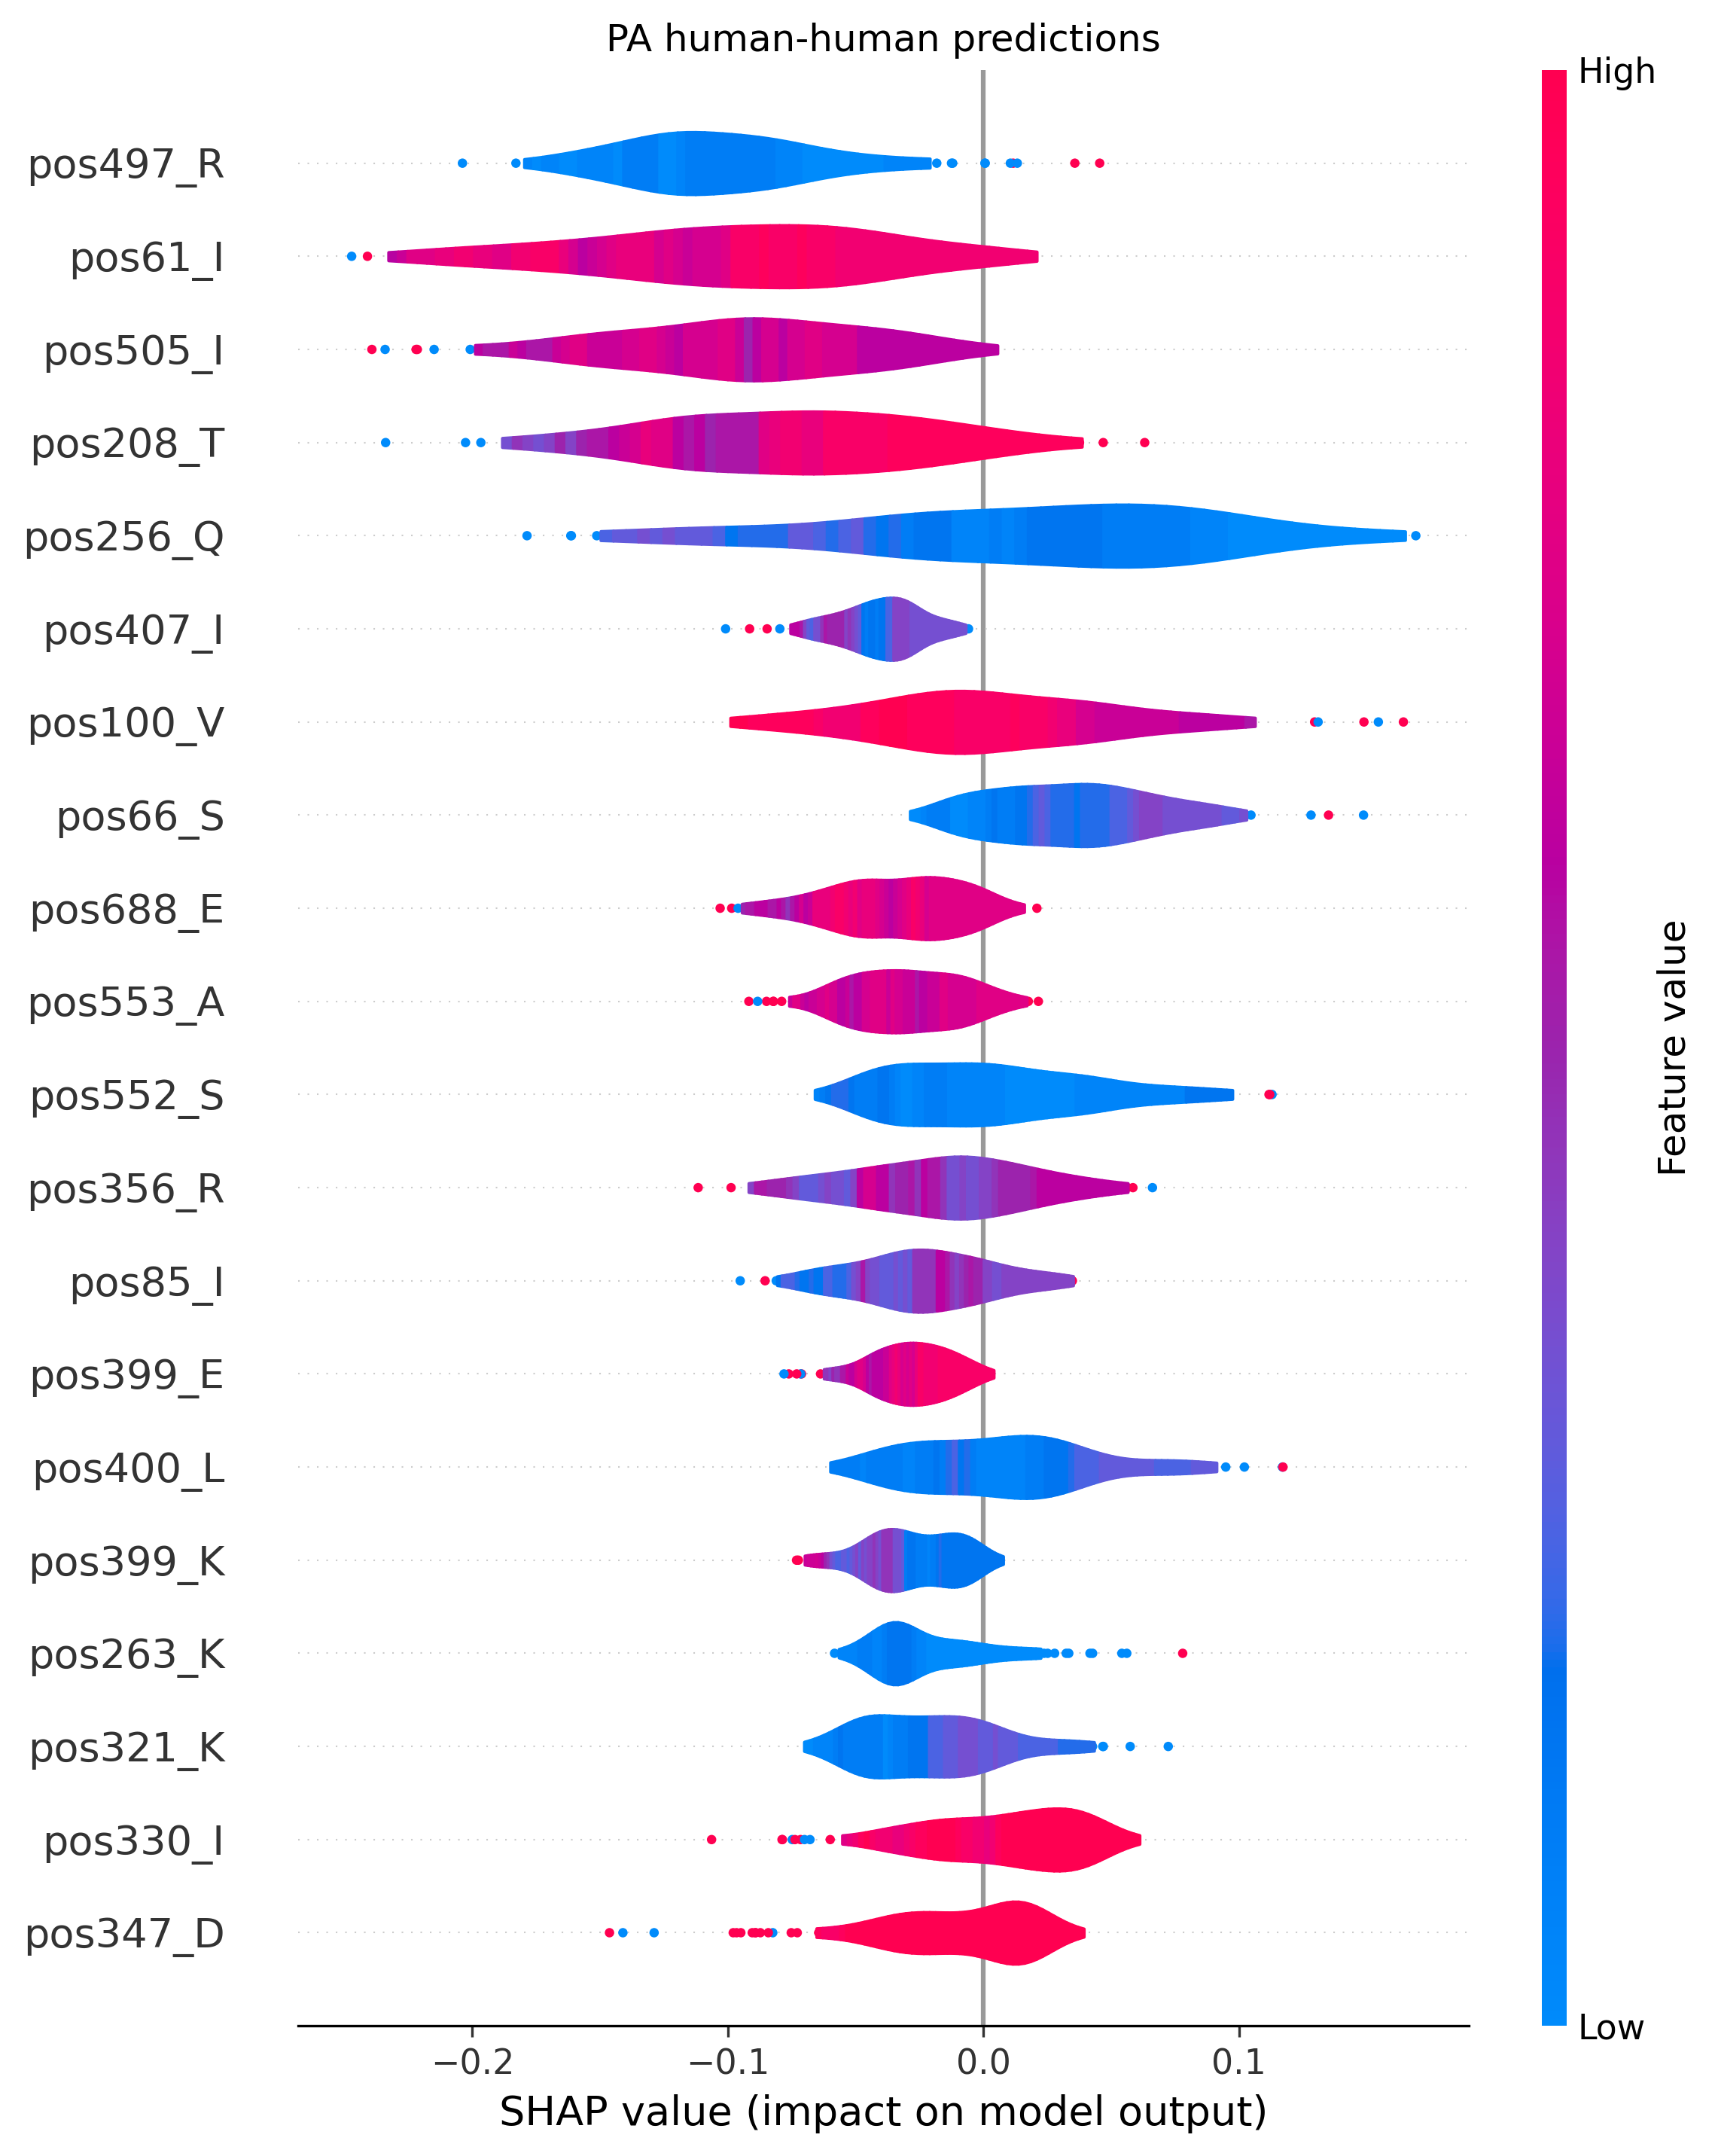 PA human-human predictions
High
pos497_R
pos61_I
pos505_I
pos208_T
pos256_Q
pos407_I
pos100_V
pos66_S
pos688_E
pos553_A
pos552_S
pos356_R
pos85_I
pos399_E
pos400_L
pos399_K
pos263_K
pos321_K
pos330_I
pos347_D
Feature value
Low
−0.2 −0.1 0.0 0.1
SHAP value (impact on model output)